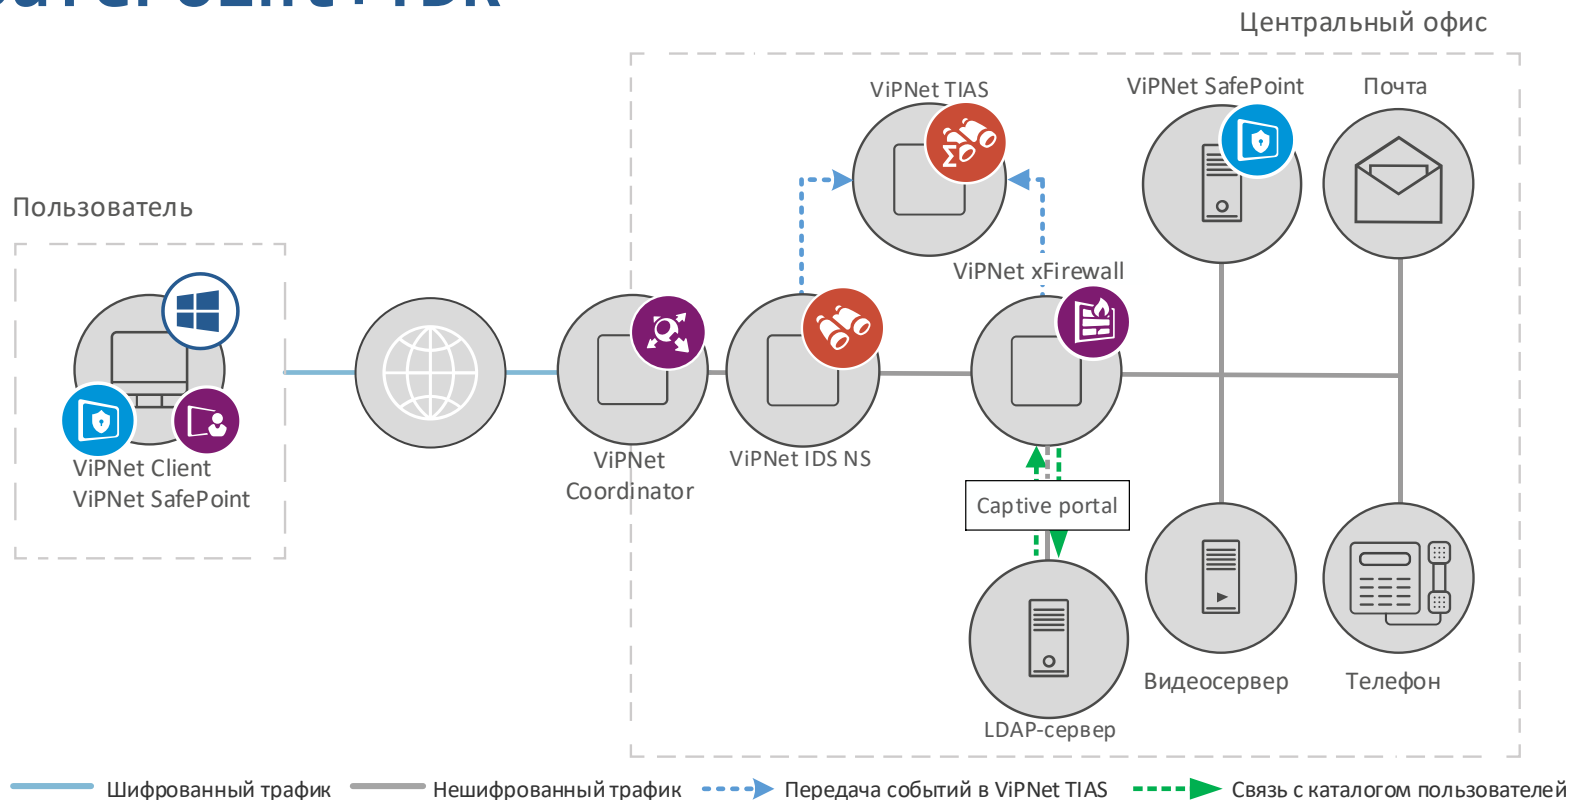 Центральный офис
ViPNet TIAS
ViPNet SafePoint
Почта
Пользователь
ViPNet xFirewall
Σ
ViPNet Client
ViPNet SafePoint
ViPNet
Coordinator
ViPNet IDS NS
Captive portal
Видеосервер
Телефон
LDAP-сервер
Шифрованный трафик
Нешифрованный трафик
Передача событий в ViPNet TIAS
Связь с каталогом пользователей